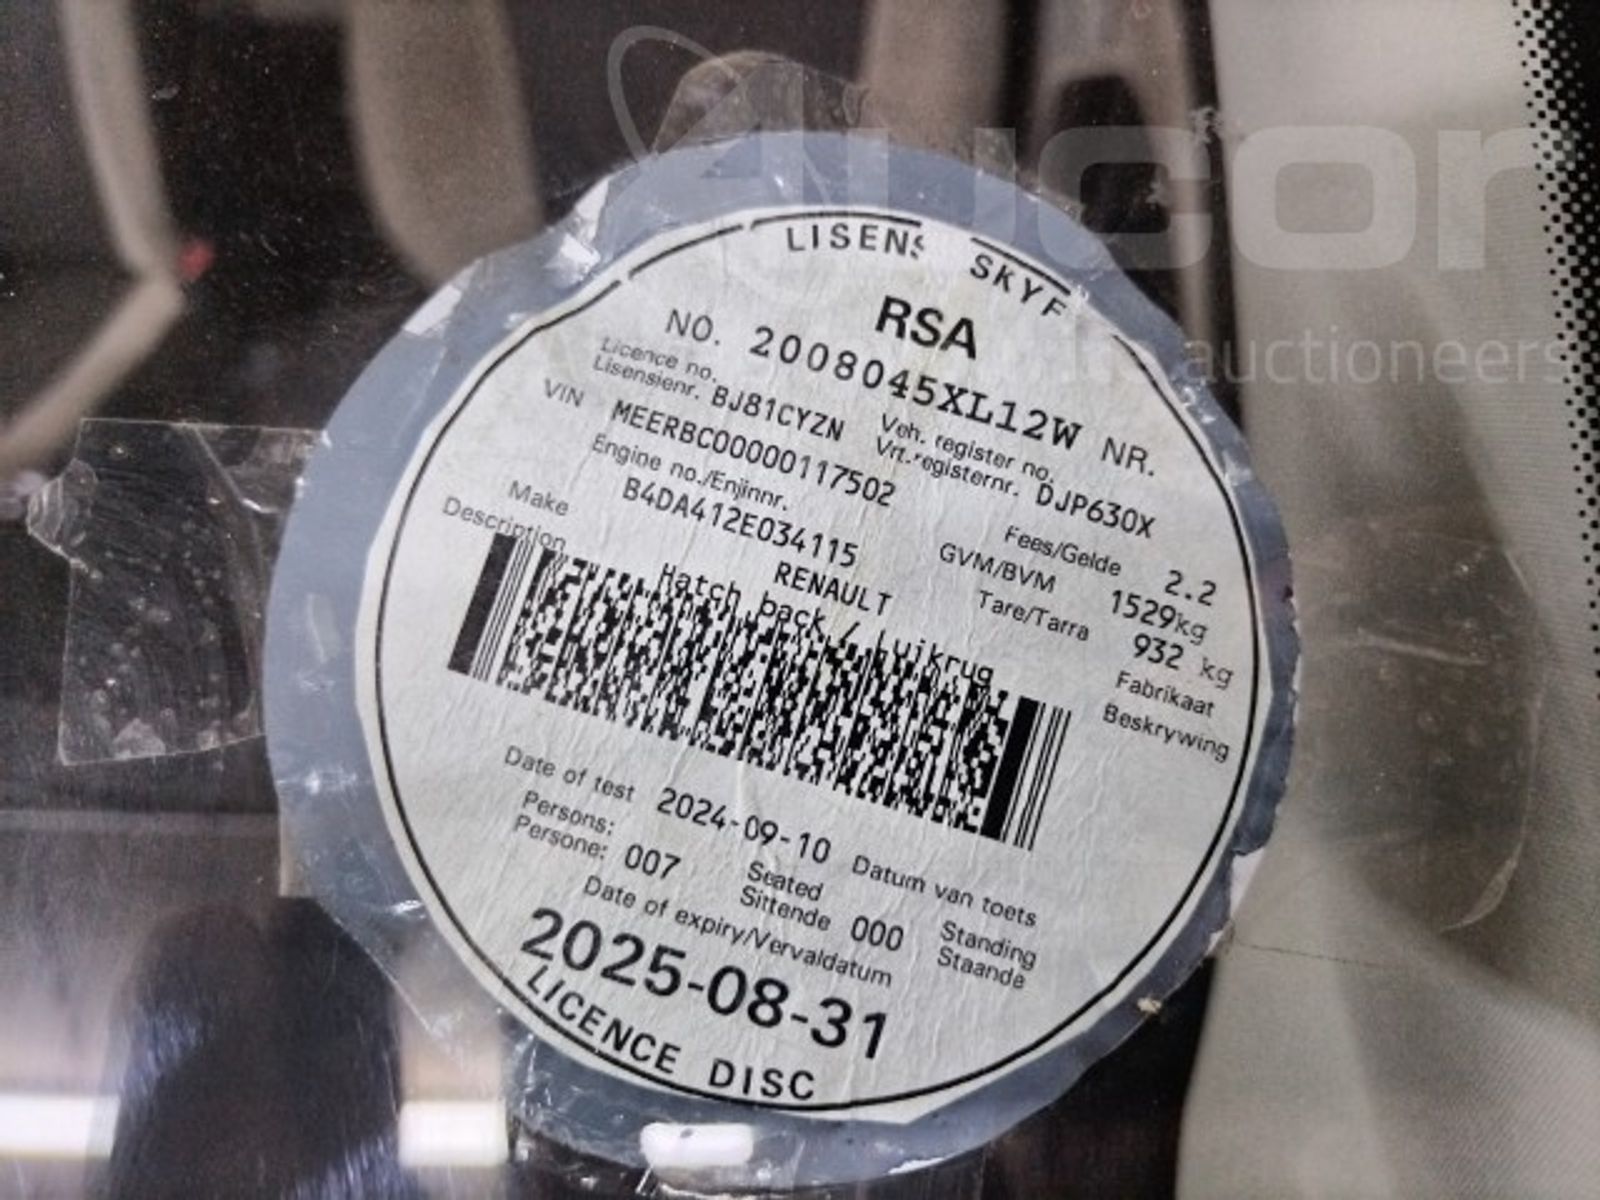 Aucor
auctioneers
LISENS SKYF
RSA
NO. 2008045XL12W NR.
Licence no.
Lisensienr. BJ81CYZN
Veh. register no.
Vrt.registernr. DJP630X
VIN MEERBC00000117502
Engine no./Enjinnr.
B4DA412E034115
Fees/Gelde 2.2
GVM/BVM 1529kg
Tare/Tarra 932 kg
Make RENAULT Fabrikaat
Description Hatch back / Luikrug Beskrywing
Date of test 2024-09-10 Datum van toets
Persons:
Persone: 007
Seated
Sittende 000
Standing
Staande
Date of expiry/Vervaldatum
2025-08-31
LICENCE DISC